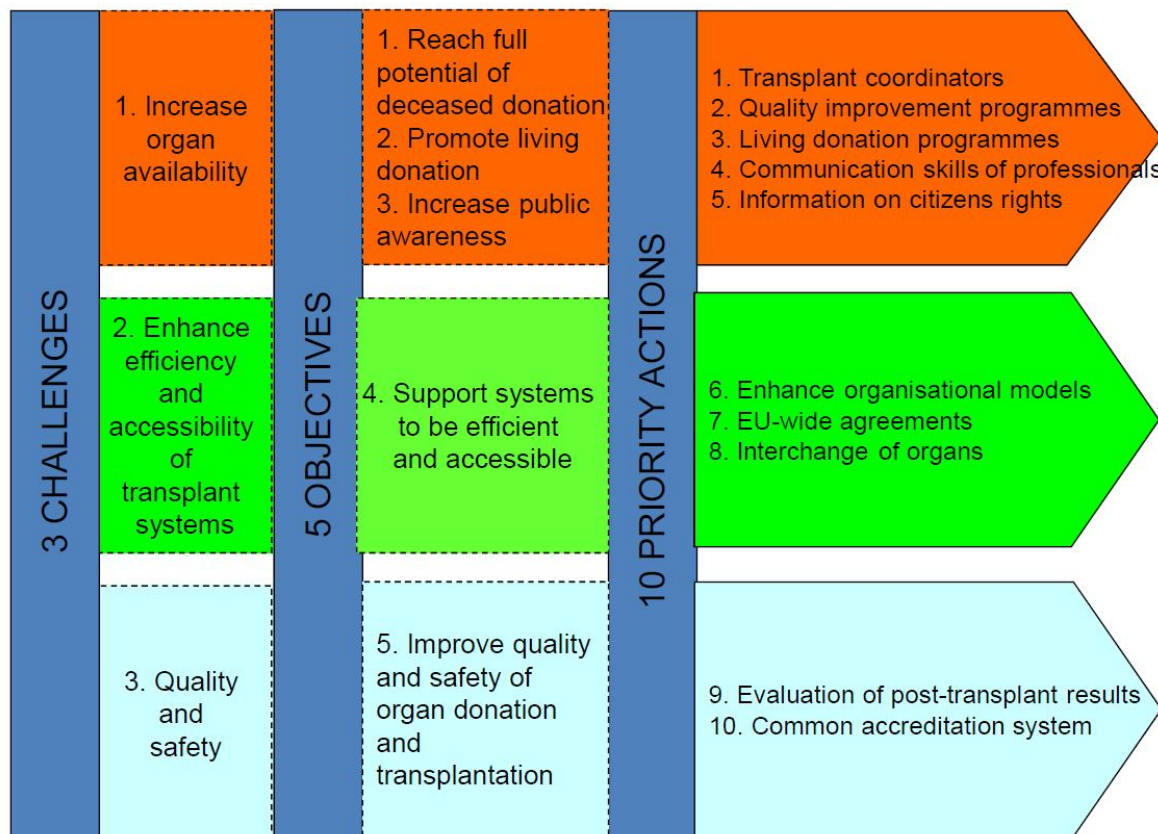 3 CHALLENGES
1. Increase
organ
availability
2. Enhance
efficiency
and
accessibility
of
transplant
systems
3. Quality
and
safety
5 OBJECTIVES
1. Reach full
potential of
deceased donation
2. Promote living
donation
3. Increase public
awareness
4. Support systems
to be efficient
and accessible
5. Improve quality
and safety of
organ donation
and
transplantation
10 PRIORITY ACTIONS
1. Transplant coordinators
2. Quality improvement programmes
3. Living donation programmes
4. Communication skills of professionals
5. Information on citizens rights
6. Enhance organisational models
7. EU-wide agreements
8. Interchange of organs
9. Evaluation of post-transplant results
10. Common accreditation system